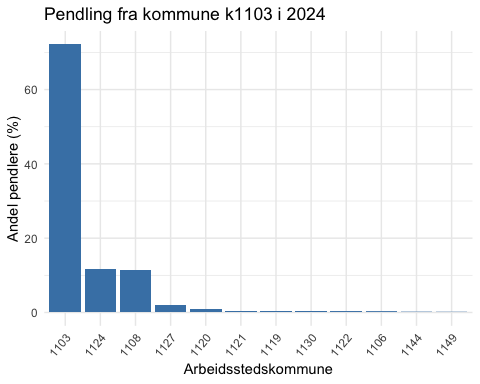 Pendling fra kommune k1103 i 2024
Andel pendlere (%)
60
40
20
0
1103 1124 1108 1127 1120 1121 1119 1130 1122 1106 1144 1149
Arbeidsstedskommune